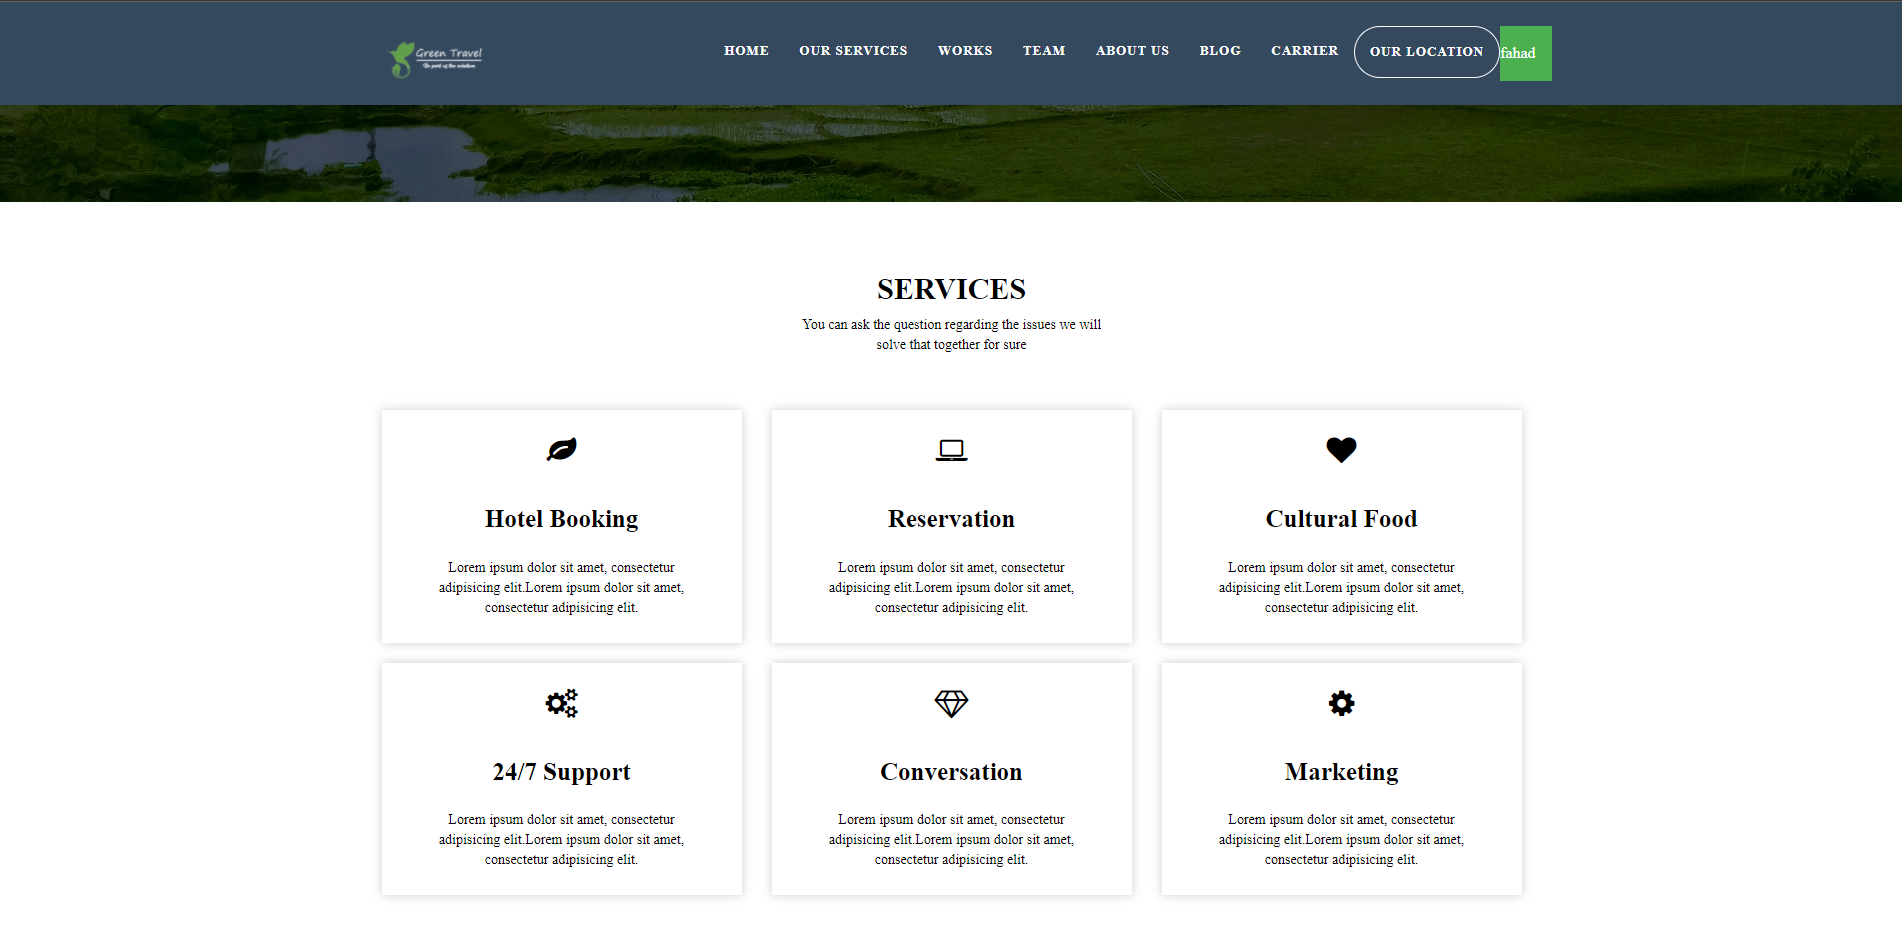 Green Travel
HOME OUR SERVICES WORKS TEAM ABOUT US BLOG CARRIER OUR LOCATION fahad
SERVICES
You can ask the question regarding the issues we will
solve that together for sure
Hotel Booking
Lorem ipsum dolor sit amet, consectetur
adipisicing elit.Lorem ipsum dolor sit amet,
consectetur adipisicing elit.
Reservation
Lorem ipsum dolor sit amet, consectetur
adipisicing elit.Lorem ipsum dolor sit amet,
consectetur adipisicing elit.
Cultural Food
Lorem ipsum dolor sit amet, consectetur
adipisicing elit.Lorem ipsum dolor sit amet,
consectetur adipisicing elit.
24/7 Support
Lorem ipsum dolor sit amet, consectetur
adipisicing elit.Lorem ipsum dolor sit amet,
consectetur adipisicing elit.
Conversation
Lorem ipsum dolor sit amet, consectetur
adipisicing elit.Lorem ipsum dolor sit amet,
consectetur adipisicing elit.
Marketing
Lorem ipsum dolor sit amet, consectetur
adipisicing elit.Lorem ipsum dolor sit amet,
consectetur adipisicing elit.